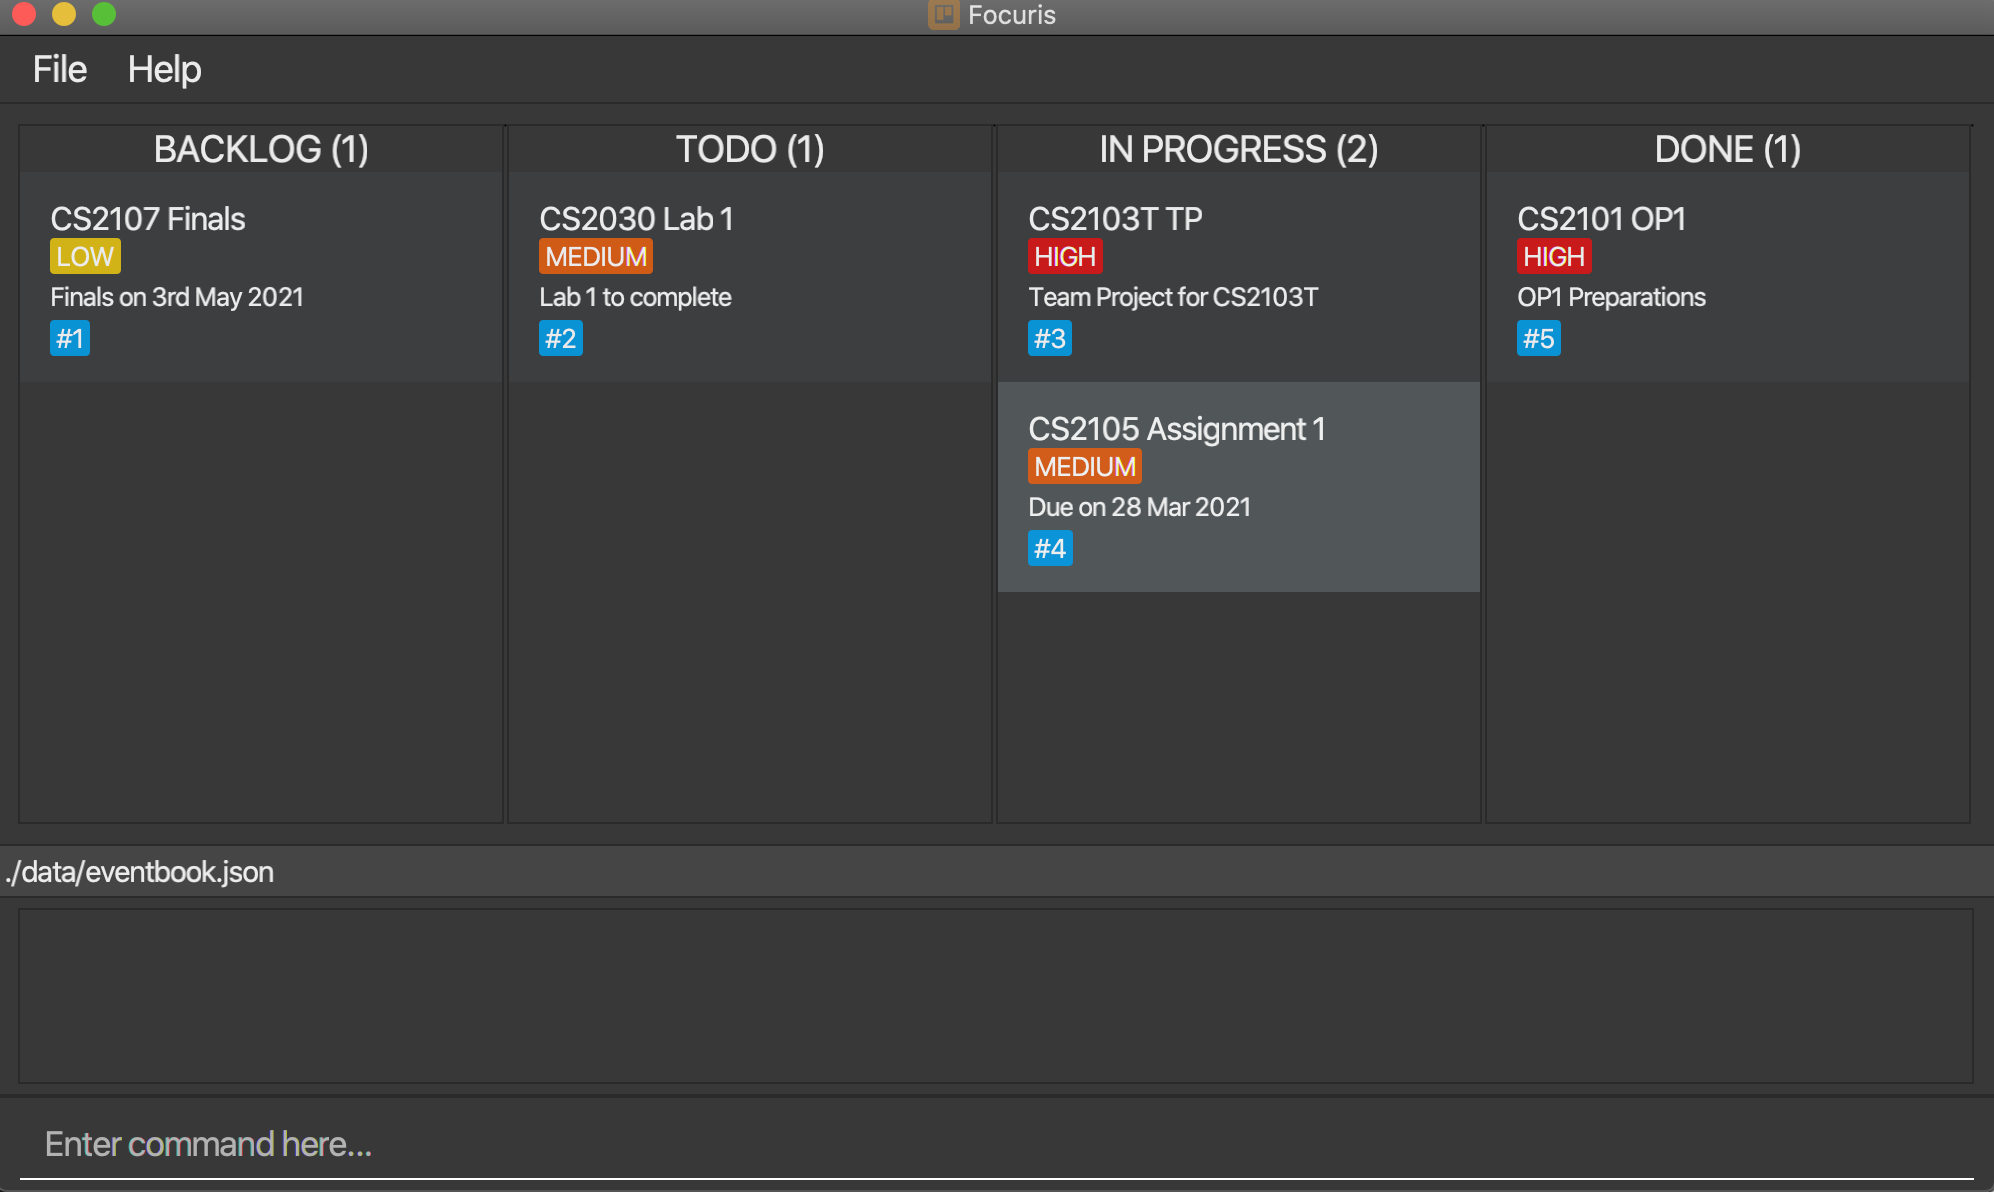 Focuris
File Help
BACKLOG (1)
CS2107 Finals
LOW
Finals on 3rd May 2021
#1
TODO (1)
CS2030 Lab 1
MEDIUM
Lab 1 to complete
#2
IN PROGRESS (2)
CS2103T TP
HIGH
Team Project for CS2103T
#3
CS2105 Assignment 1
MEDIUM
Due on 28 Mar 2021
#4
DONE (1)
CS2101 OP1
HIGH
OP1 Preparations
#5
./data/eventbook.json
Enter command here...